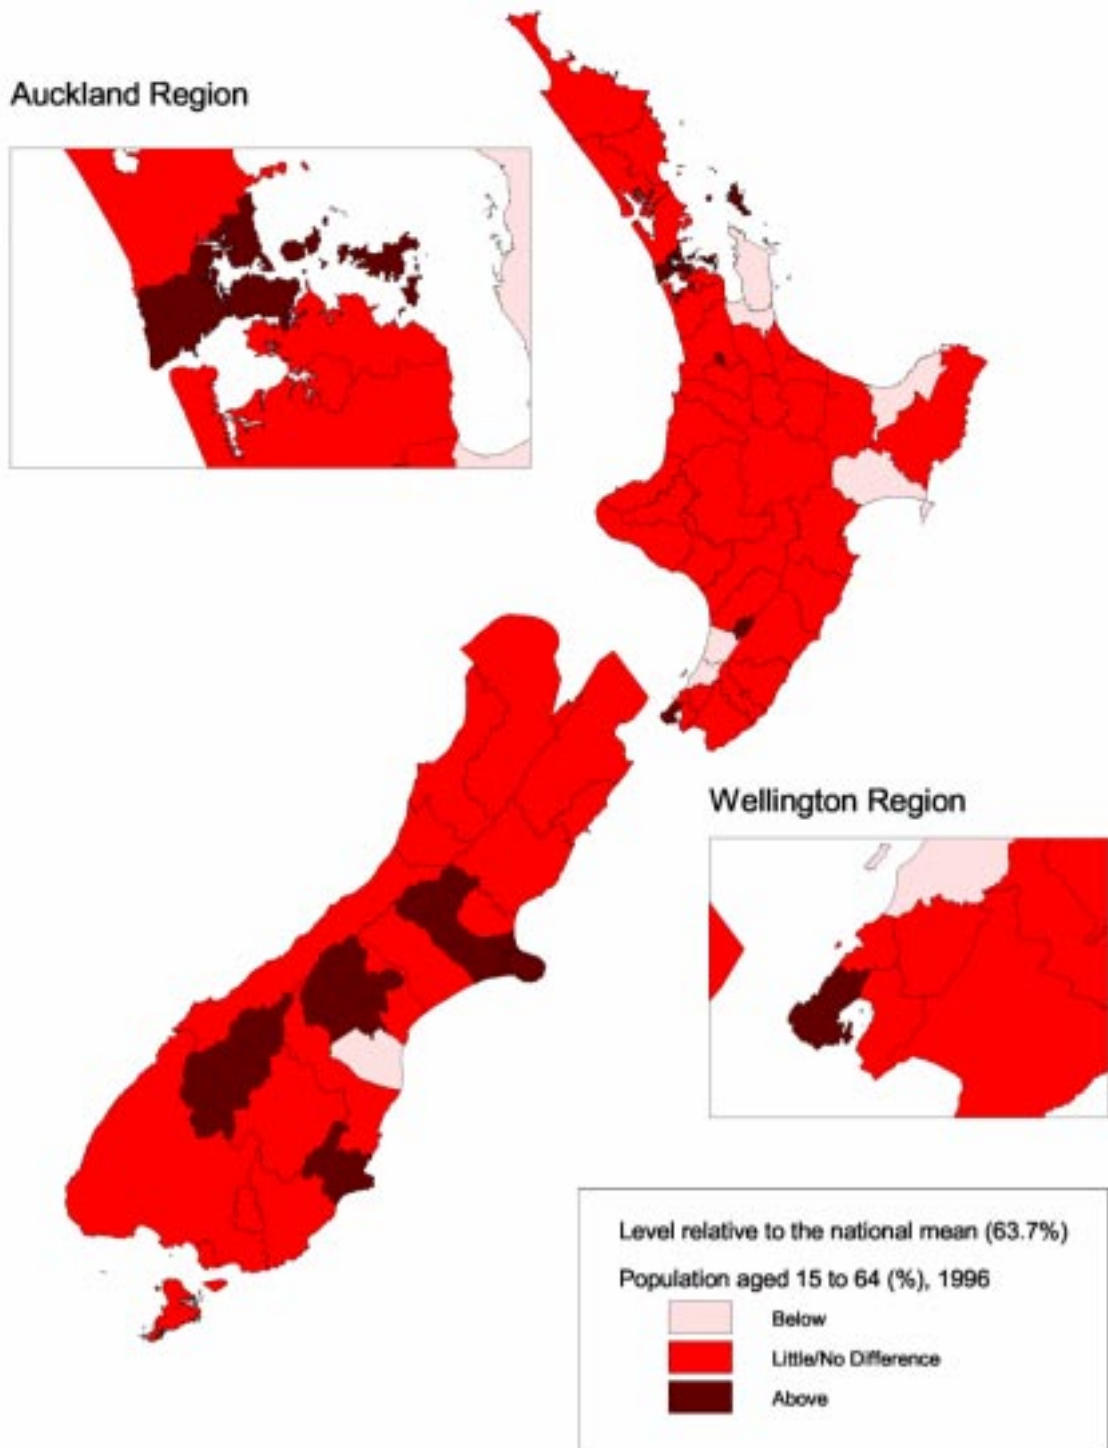 Auckland Region
Wellington Region
Level relative to the national mean (63.7%)
Population aged 15 to 64 (%), 1996
Below
Little/No Difference
Above